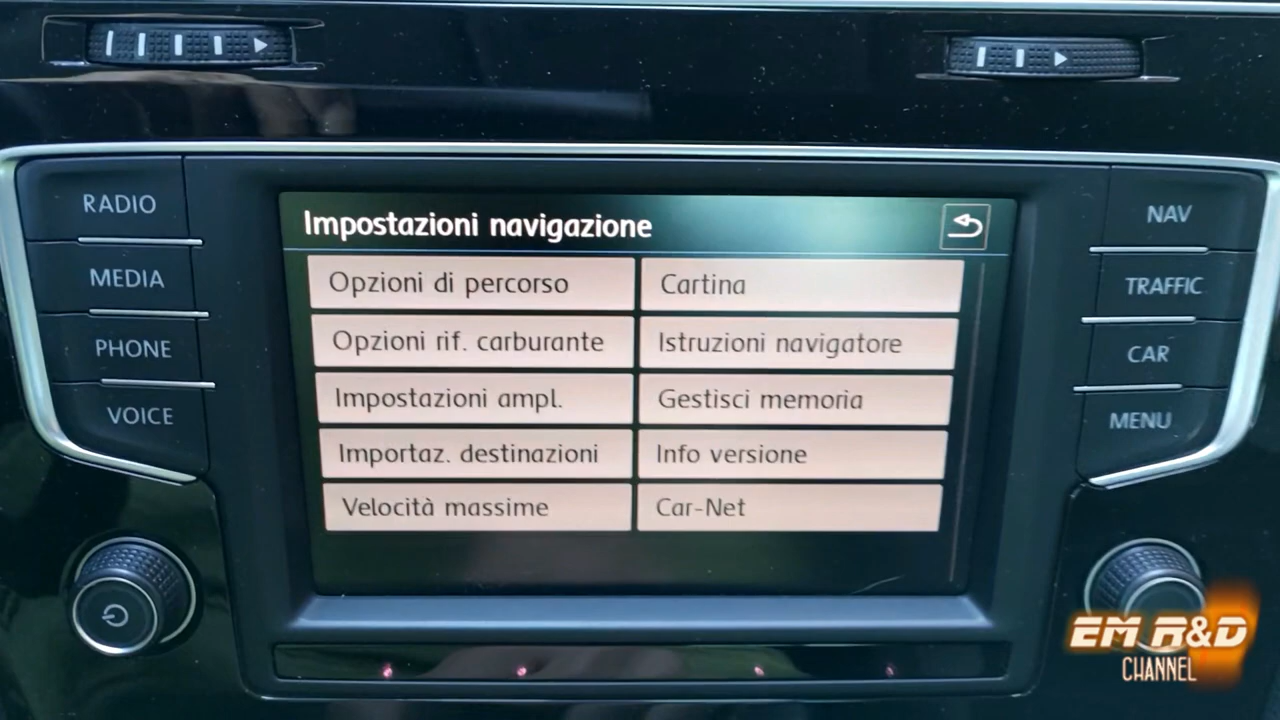 RADIO
MEDIA
PHONE
VOICE
Impostazioni navigazione
Opzioni di percorso
Cartina
Opzioni rif. carburante
Istruzioni navigatore
Impostazioni ampl.
Gestisci memoria
Importaz. destinazioni
Info versione
Velocità massime
Car-Net
NAV
TRAFFIC
CAR
MENU
EM R&D
CHANNEL